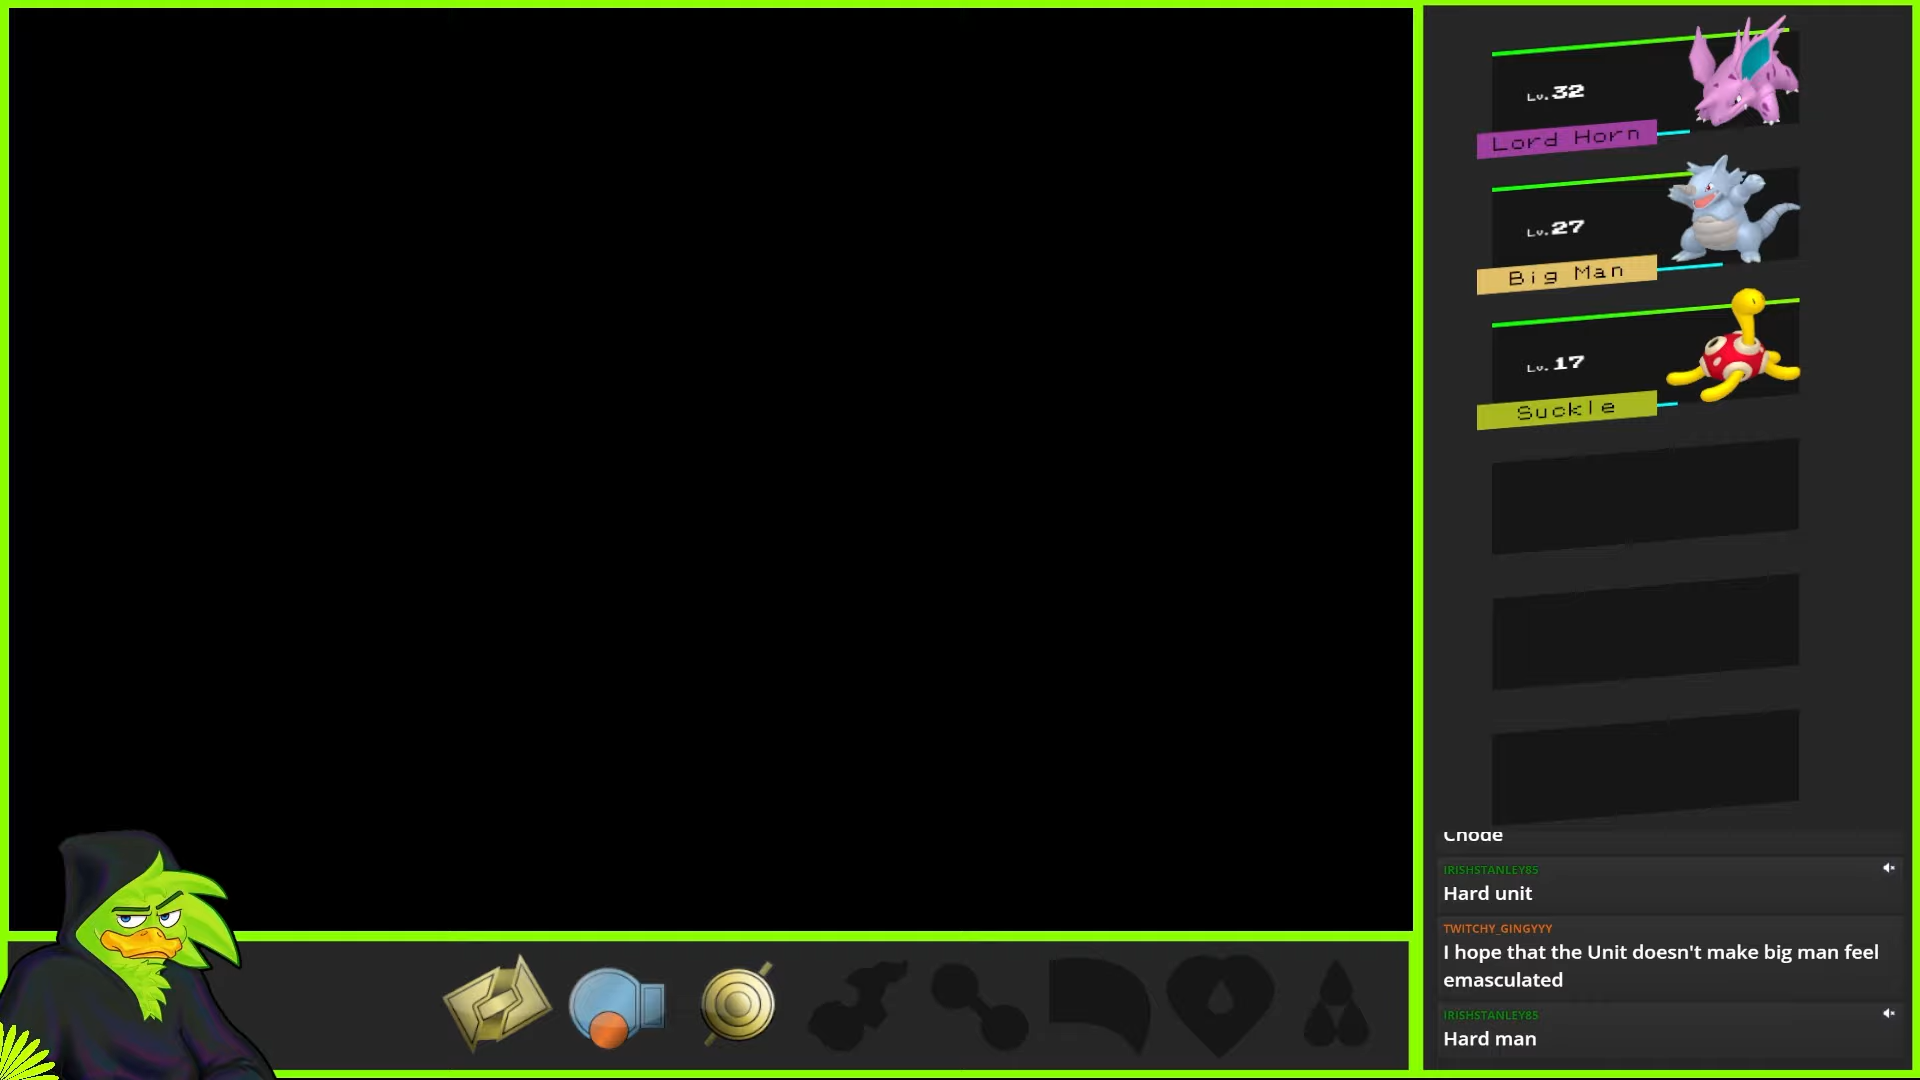 Lv.32
Lord Horn
Lv.27
Big Man
Lv.17
Suckle
Chode
IRISHSTANLEY85
Hard unit
TWITCHY_GINGYYY
I hope that the Unit doesn't make big man feel
emasculated
IRISHSTANLEY85
Hard man